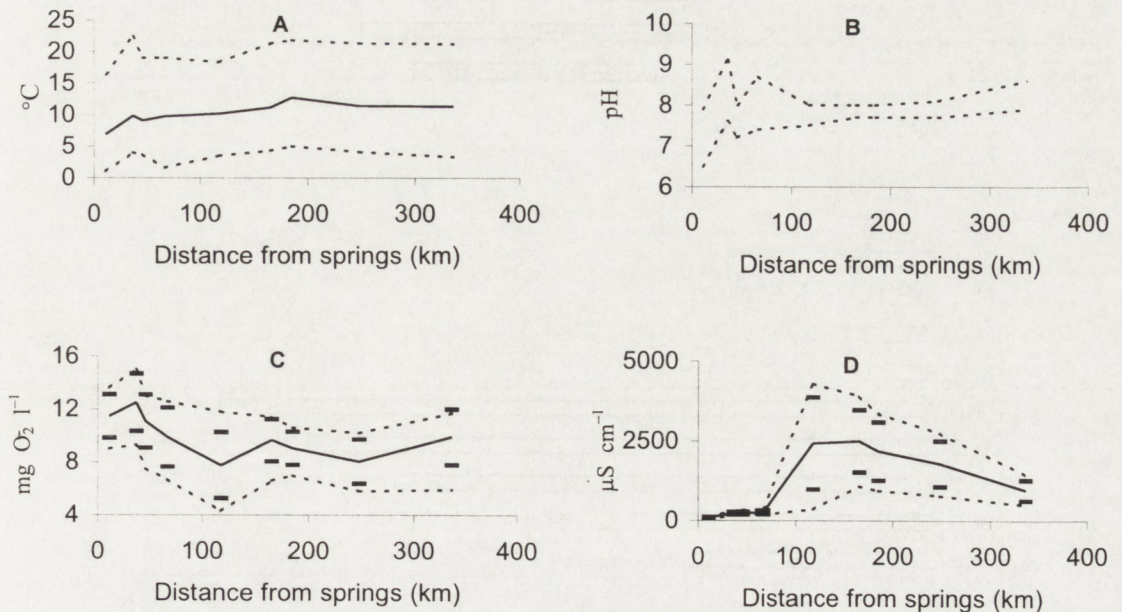 A
25
20
15
10
5
0
°C
0 100 200 300 400
Distance from springs (km)
B
10
9
8
7
6
pH
0 100 200 300 400
Distance from springs (km)
C
16
12
8
4
mg O₂ l⁻¹
0 100 200 300 400
Distance from springs (km)
D
5000
2500
0
µS cm⁻¹
0 100 200 300 400
Distance from springs (km)